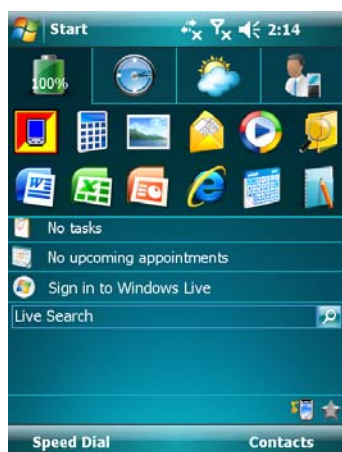 Start 2:14
100%
No tasks
No upcoming appointments
Sign in to Windows Live
Live Search
Speed Dial Contacts